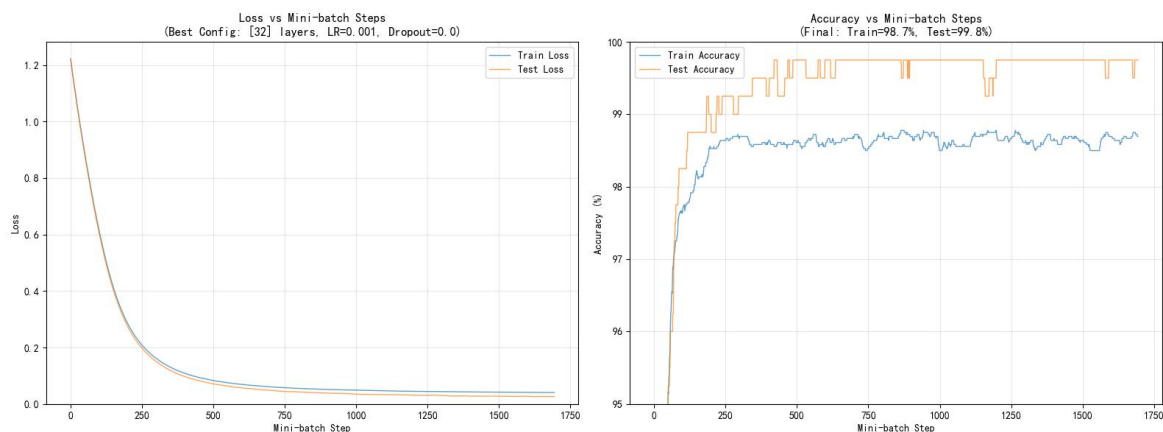 Loss vs Mini-batch Steps
(Best Config: [32] layers, LR=0.001, Dropout=0.0)
Train Loss
Test Loss
1.2
1.0
0.8
0.6
0.4
0.2
0.0
Loss
0
250
500
750
1000
1250
1500
1750
Mini-batch Step
Accuracy vs Mini-batch Steps
(Final: Train=98.7%, Test=99.8%)
Train Accuracy
Test Accuracy
100
99
98
97
96
95
Accuracy (%)
0
250
500
750
1000
1250
1500
1750
Mini-batch Step